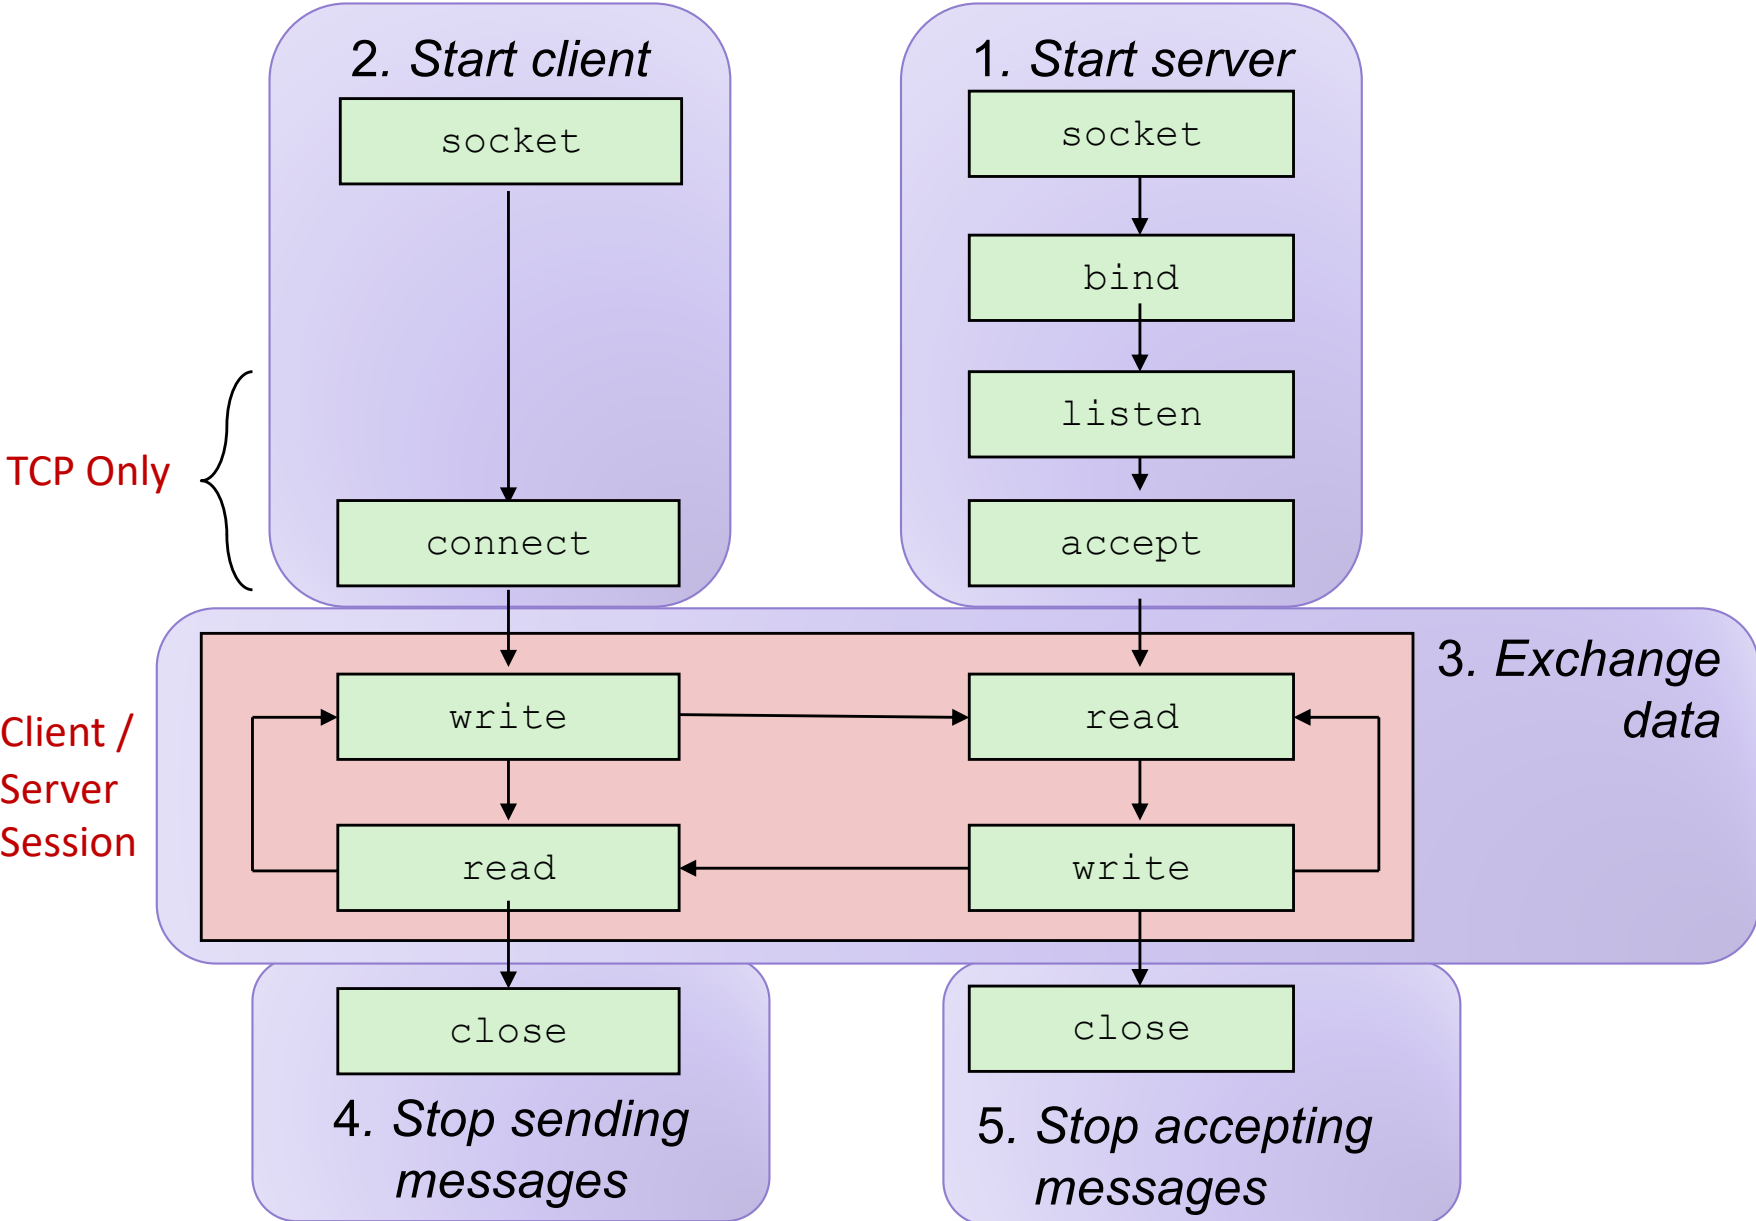 2. Start client
socket
connect
1. Start server
socket
bind
listen
accept
TCP Only
3. Exchange
data
Client /
Server
Session
write
read
read
write
close
4. Stop sending
messages
close
5. Stop accepting
messages